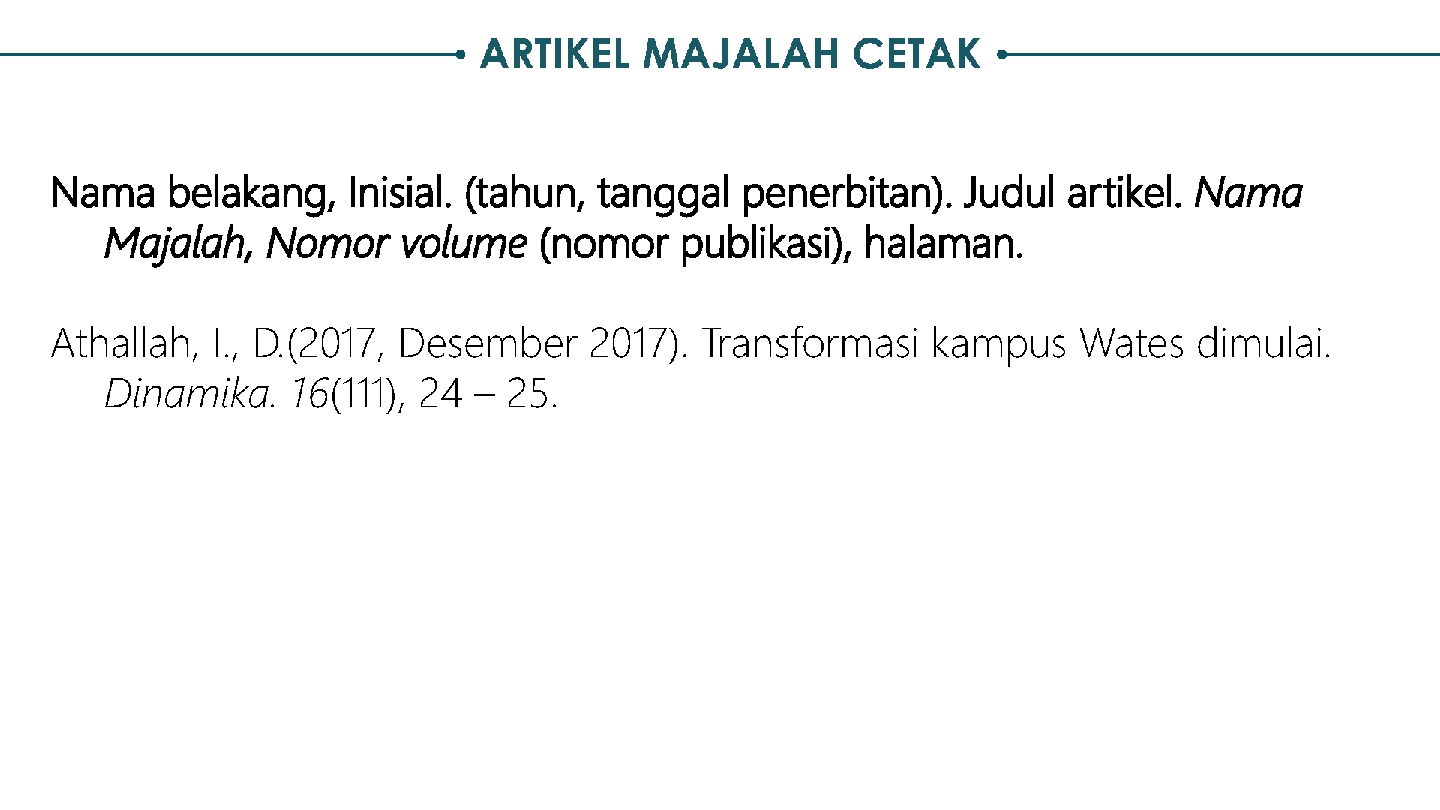 ARTIKEL MAJALAH CETAK
Nama belakang, Inisial. (tahun, tanggal penerbitan). Judul artikel. Nama
Majalah, Nomor volume (nomor publikasi), halaman.
Athallah, I., D.(2017, Desember 2017). Transformasi kampus Wates dimulai.
Dinamika. 16(111), 24 – 25.